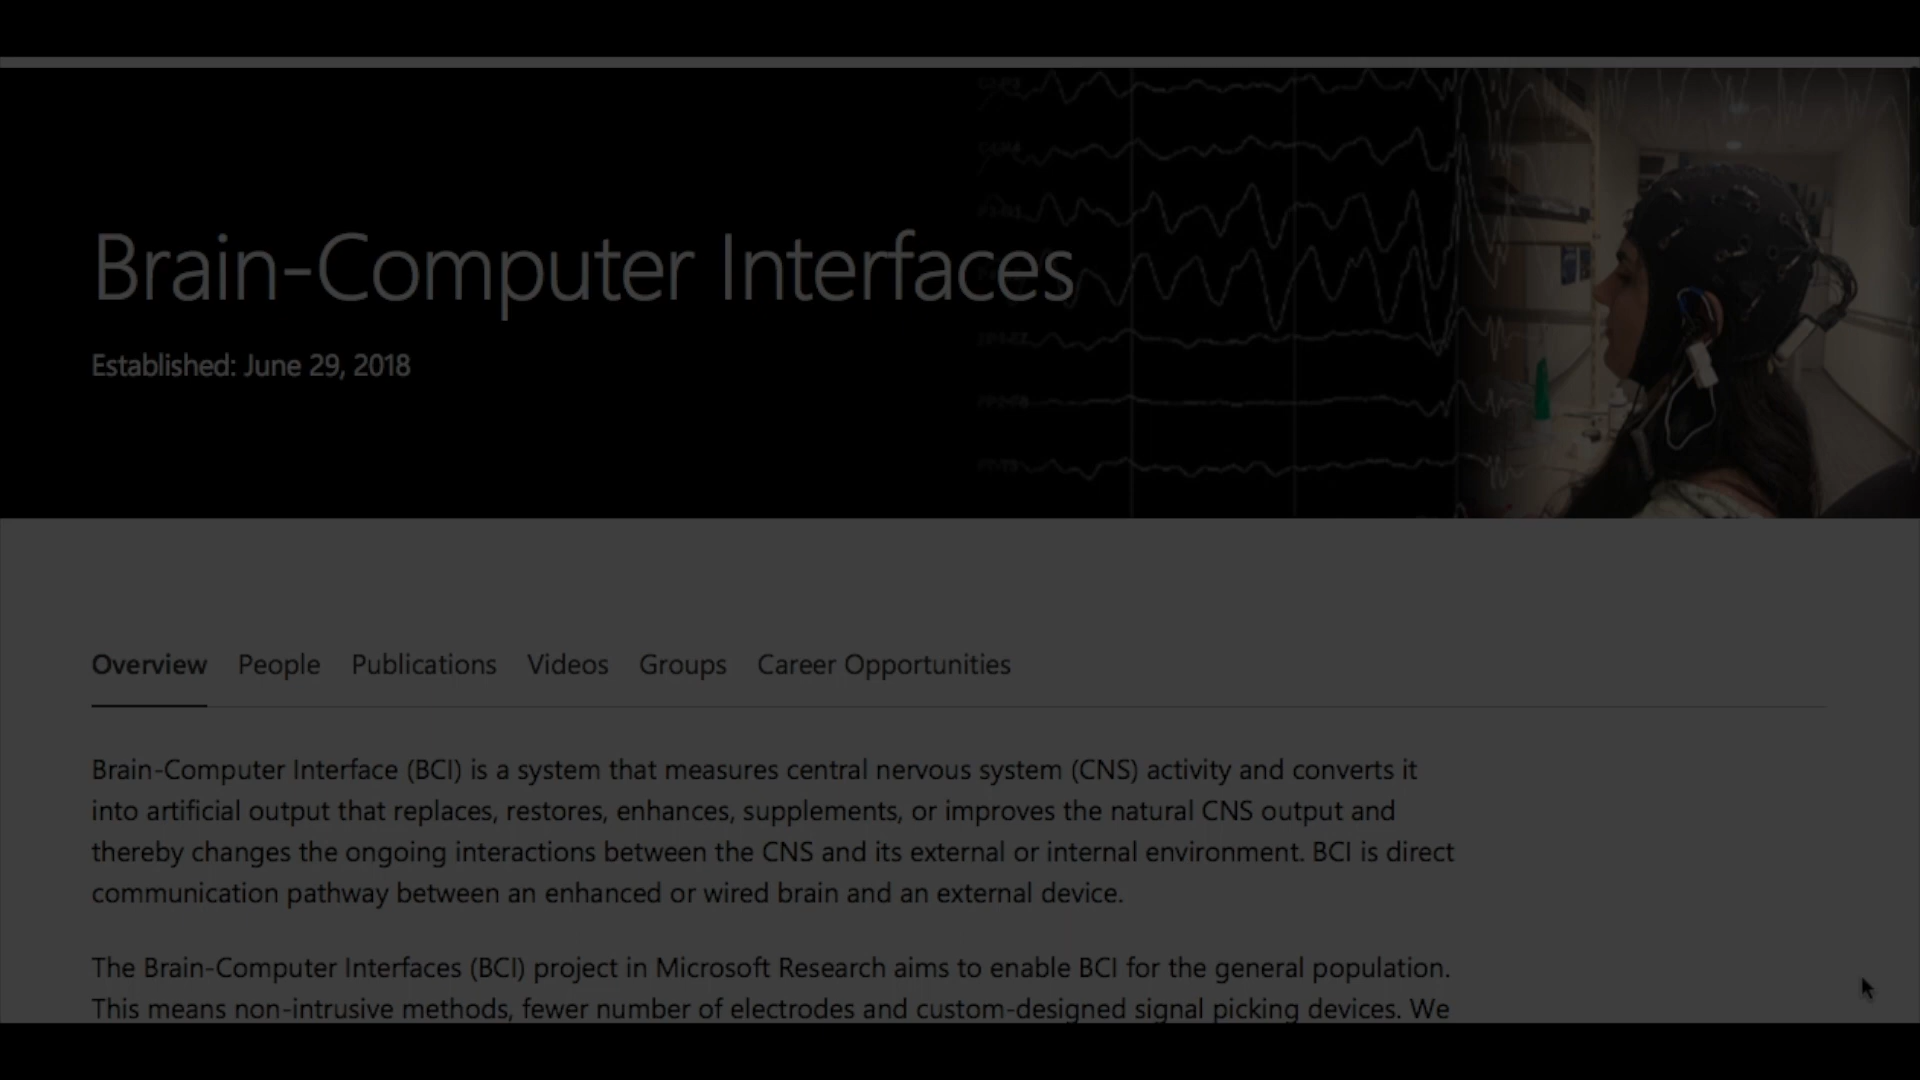 Brain-Computer Interfaces
Established: June 29, 2018
Overview People Publications Videos Groups Career Opportunities
Brain-Computer Interface (BCI) is a system that measures central nervous system (CNS) activity and converts it
into artificial output that replaces, restores, enhances, supplements, or improves the natural CNS output and
thereby changes the ongoing interactions between the CNS and its external or internal environment. BCI is direct
communication pathway between an enhanced or wired brain and an external device.
The Brain-Computer Interfaces (BCI) project in Microsoft Research aims to enable BCI for the general population.
This means non-intrusive methods, fewer number of electrodes and custom-designed signal picking devices. We